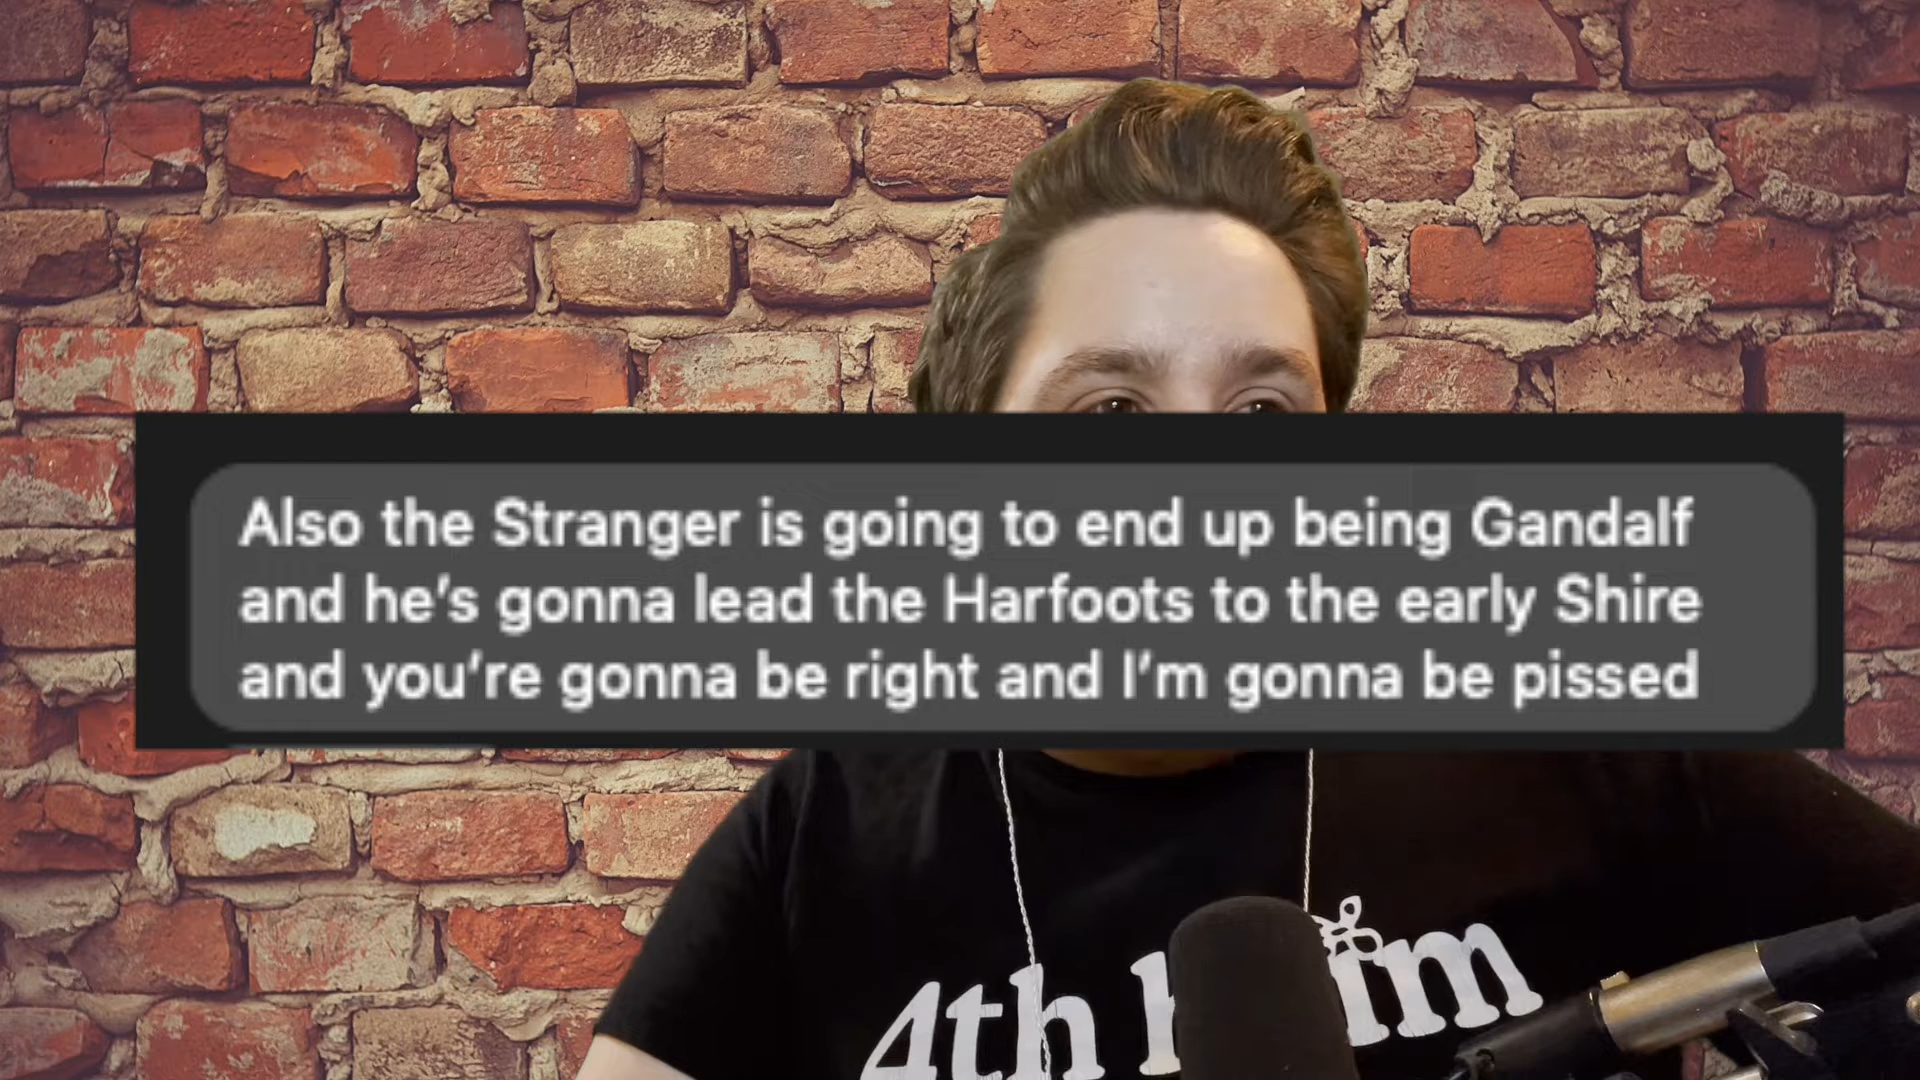 Also the Stranger is going to end up being Gandalf
and he's gonna lead the Harfoots to the early Shire
and you're gonna be right and I'm gonna be pissed
4th